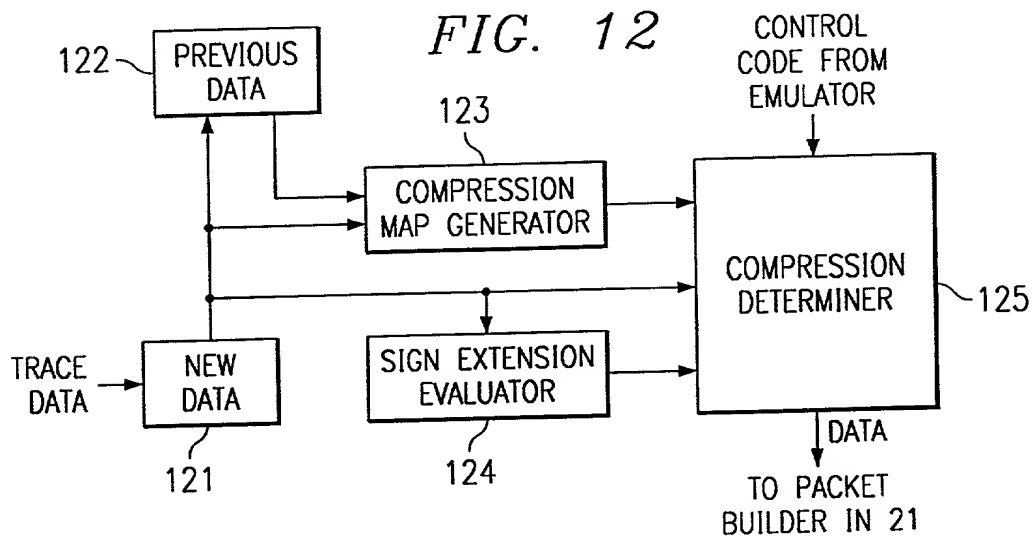 FIG. 12
122
PREVIOUS
DATA
CONTROL
CODE FROM
EMULATOR
123
COMPRESSION
MAP GENERATOR
COMPRESSION
DETERMINER
125
TRACE
DATA
NEW
DATA
121
SIGN EXTENSION
EVALUATOR
124
DATA
TO PACKET
BUILDER IN 21